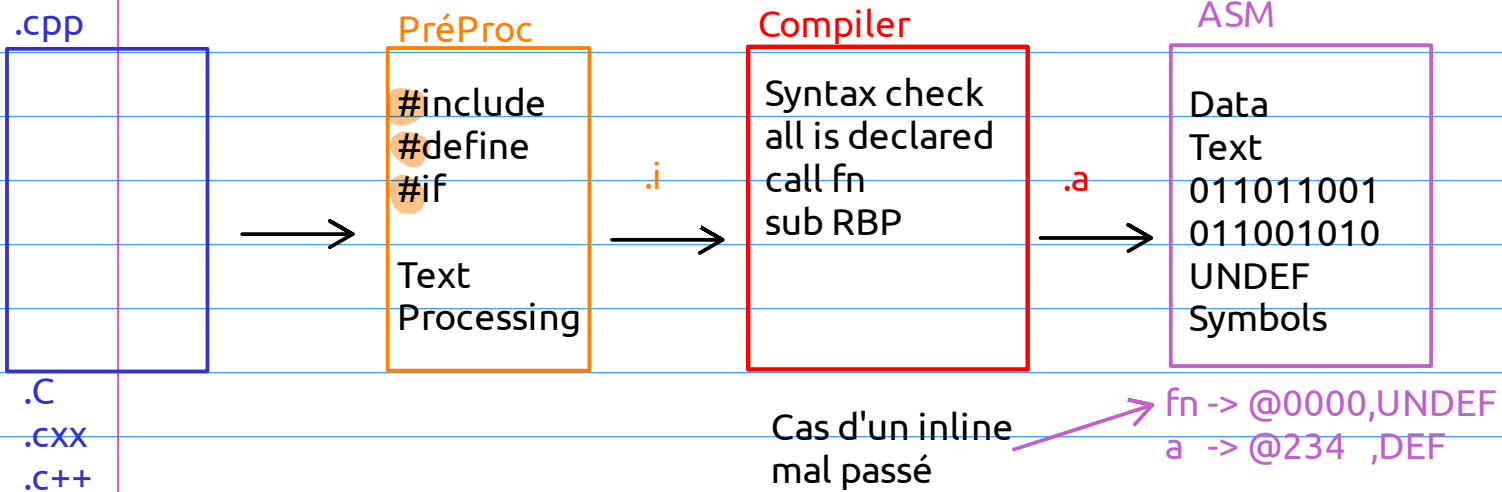 .cpp
.C
.cxx
.c++
PréProc
#include
#define
#if
Text
Processing
.i
Compiler
Syntax check
all is declared
call fn
sub RBP
.a
ASM
Data
Text
011011001
011001010
UNDEF
Symbols
Cas d'un inline
mal passé
fn -> @0000,UNDEF
a -> @234 ,DEF